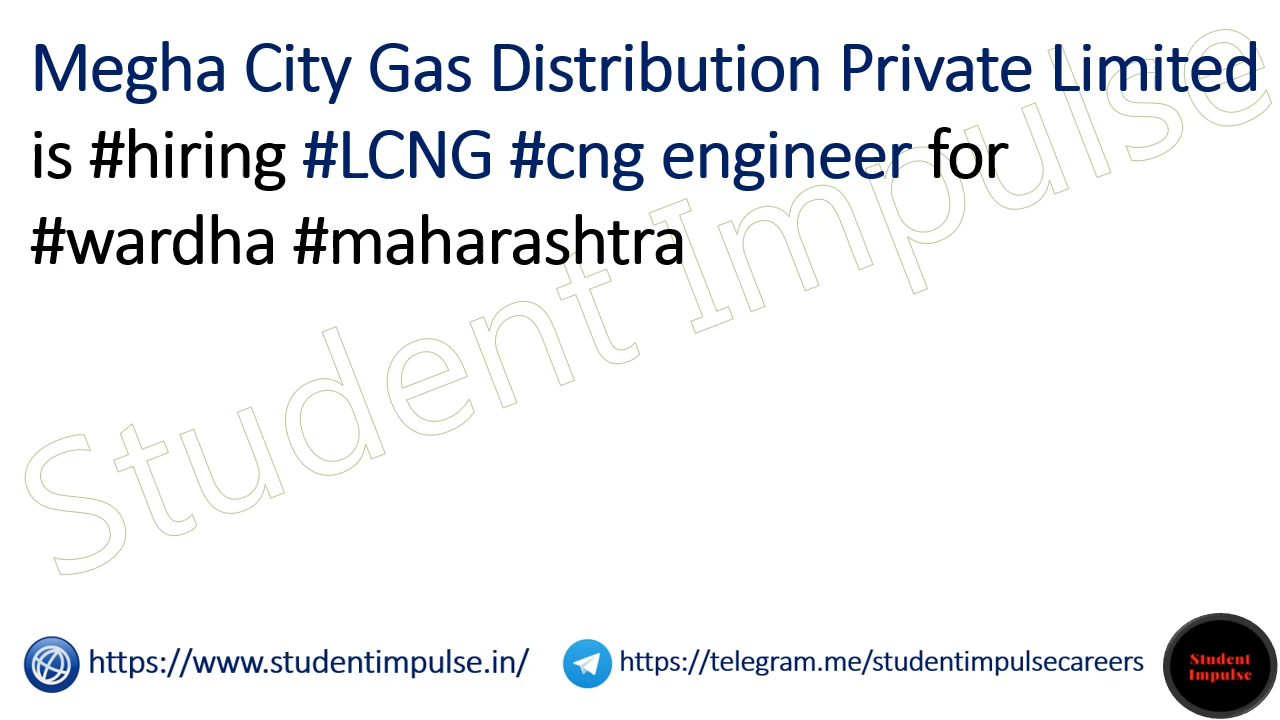 Megha City Gas Distribution Private Limited
is #hiring #LCNG #cng engineer for
#wardha #maharashtra
Student Impulse
https://www.studentimpulse.in/
https://telegram.me/studentimpulsecareers
Student
Impulse